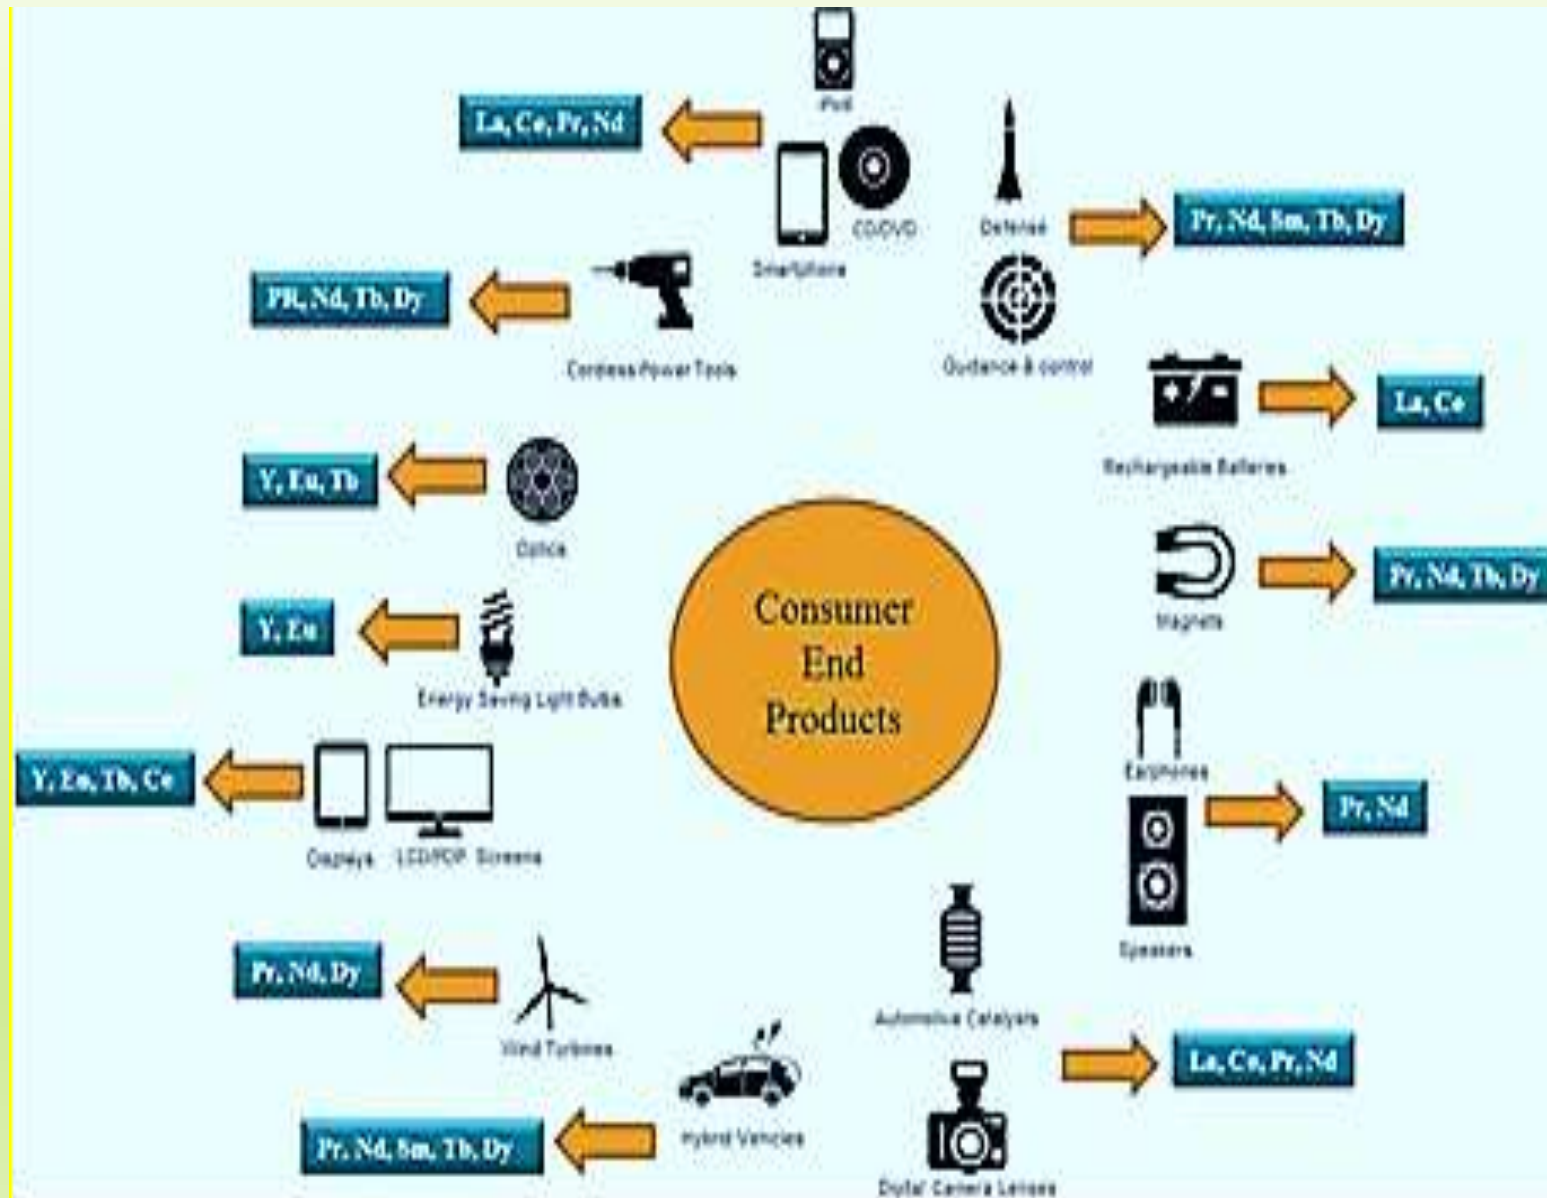 iPod
La, Ce, Pr, Nd
CD/DVD
Smartphone
Defense
Pr, Nd, Sm, Tb, Dy
PR, Nd, Tb, Dy
Cordless Power Tools
Guidance & control
La, Ce
Rechargeable Batteries
Y, Eu, Tb
Optics
Pr, Nd, Tb, Dy
Magnets
Y, Eu
Energy Saving Light Bulbs
Consumer
End
Products
Y, Eu, Tb, Ce
Displays
LCD/PDP Screens
Earphones
Pr, Nd
Speakers
Pr, Nd, Dy
Wind Turbines
Automotive Catalysts
La, Ce, Pr, Nd
Hybrid Vehicles
Pr, Nd, Sm, Tb, Dy
Digital Camera Lenses